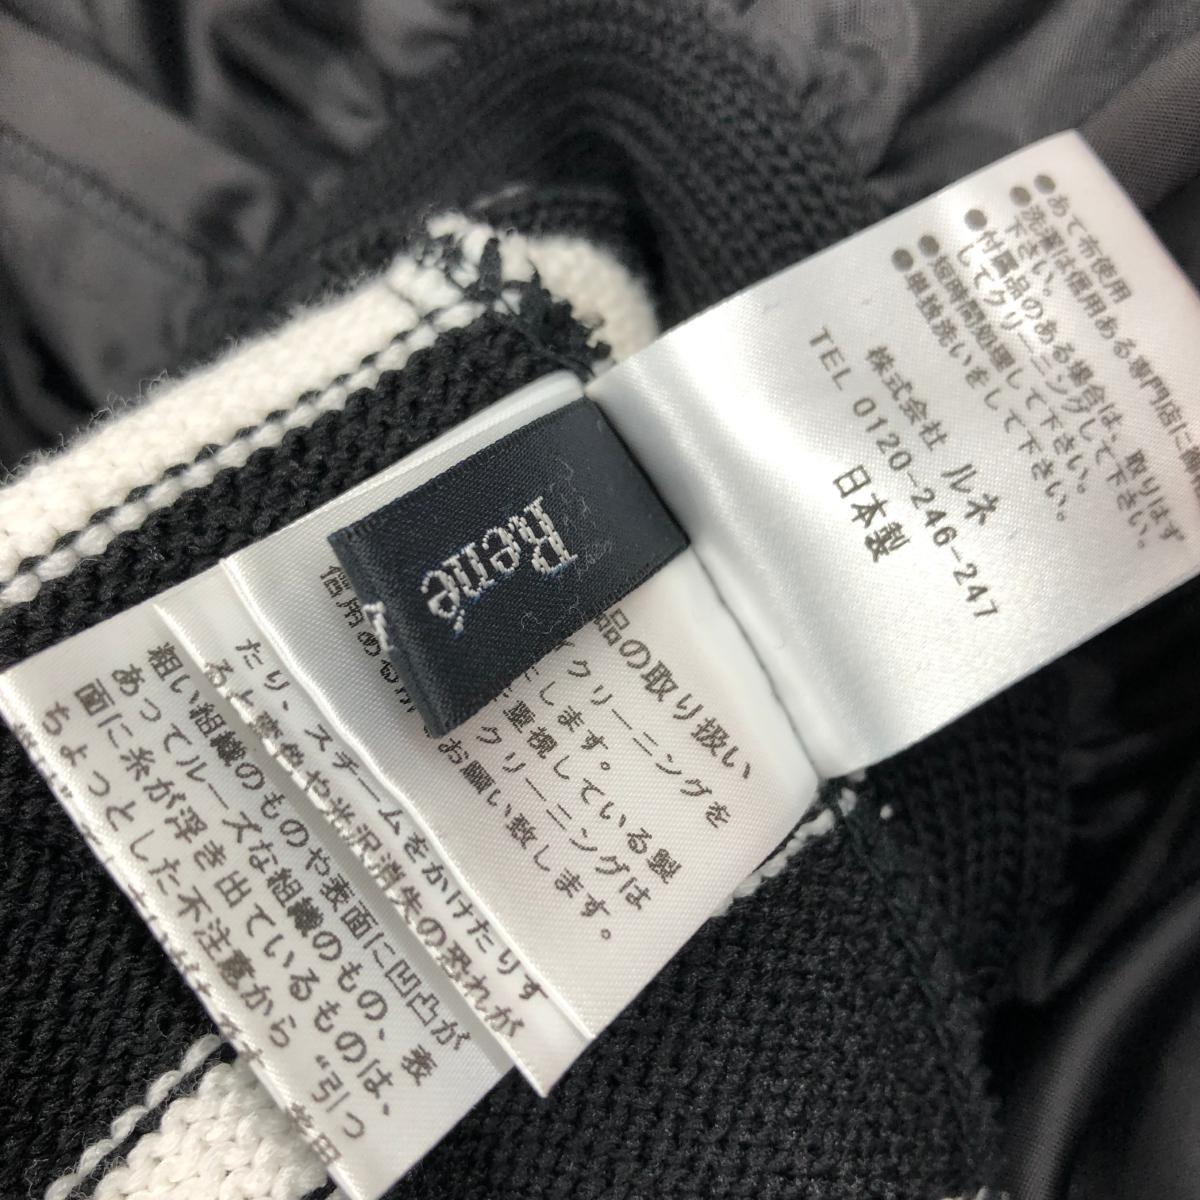 ●あて布使用
●洗濯は信用ある専門店に
下さい。
●付属品のある場合は、取りはず
してクリーニングして下さい。
●短時間処理して下さい。
●単独洗いをして下さい。
株式会社 ルネ
TEL 0120-246-247
日本製
René
品の取り扱い
クリーニングを
します。
重視している製
クリーニングは
お願い致します。
たり、スチームをかけたりす
ると変色や光沢消失の恐れが
粗い組織のものや表面に凹凸が
あってルーズな組織のもの、表
面に糸が浮き出ているものは、
ちょっとした不注意から“引っ